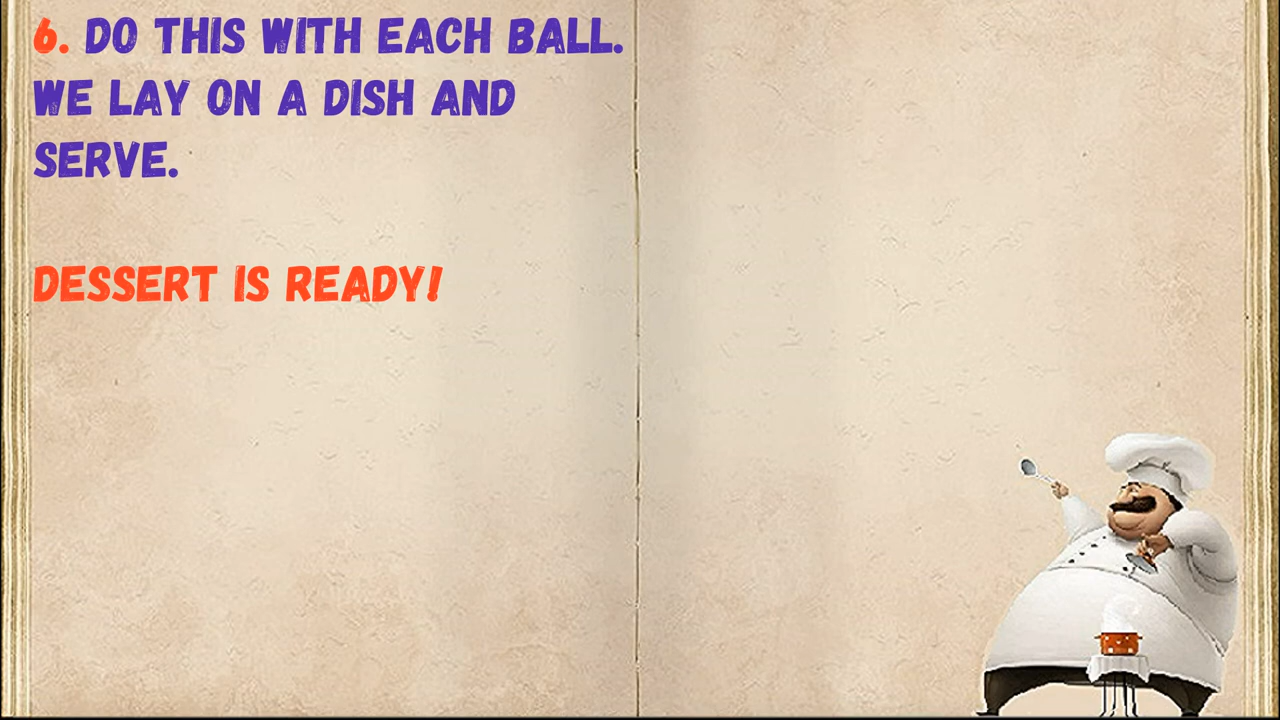 6. DO THIS WITH EACH BALL.
WE LAY ON A DISH AND
SERVE.
DESSERT IS READY!